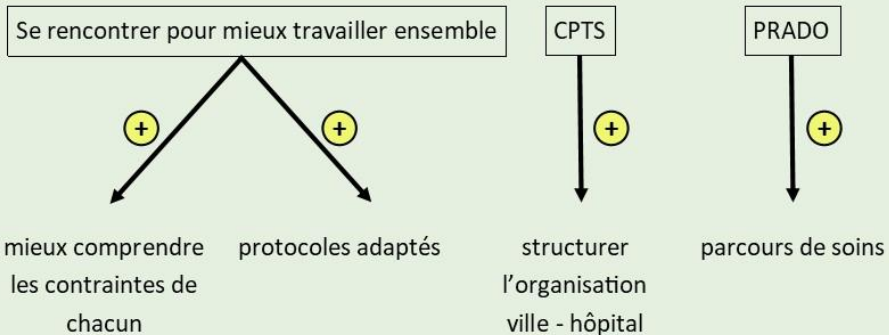 Se rencontrer pour mieux travailler ensemble
CPTS
PRADO
+
+
+
+
mieux comprendre
les contraintes de
chacun
protocoles adaptés
structurer
l'organisation
ville - hôpital
parcours de soins